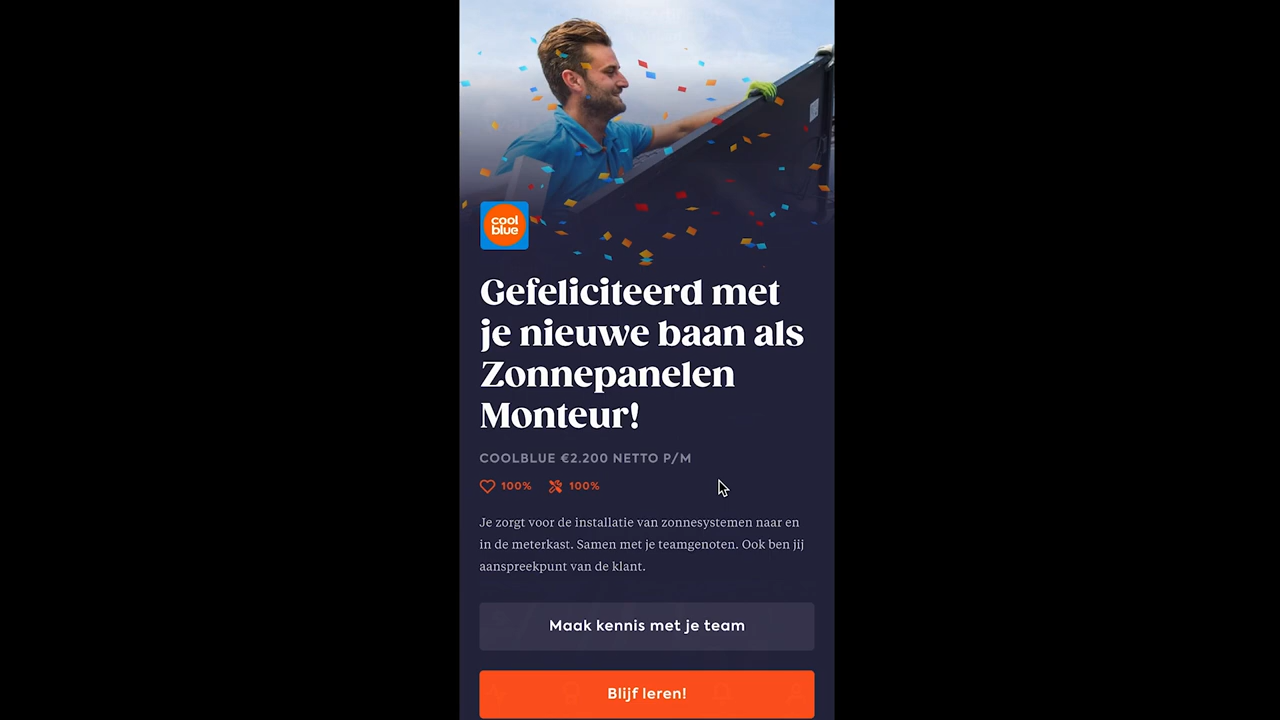 cool
blue
Gefeliciteerd met
je nieuwe baan als
Zonnepanelen
Monteur!
COOLBLUE €2.200 NETTO P/M
100% 100%
Je zorgt voor de installatie van zonnesystemen naar en
in de meterkast. Samen met je teamgenoten. Ook ben jij
aanspreekpunt van de klant.
Maak kennis met je team
Blijf leren!